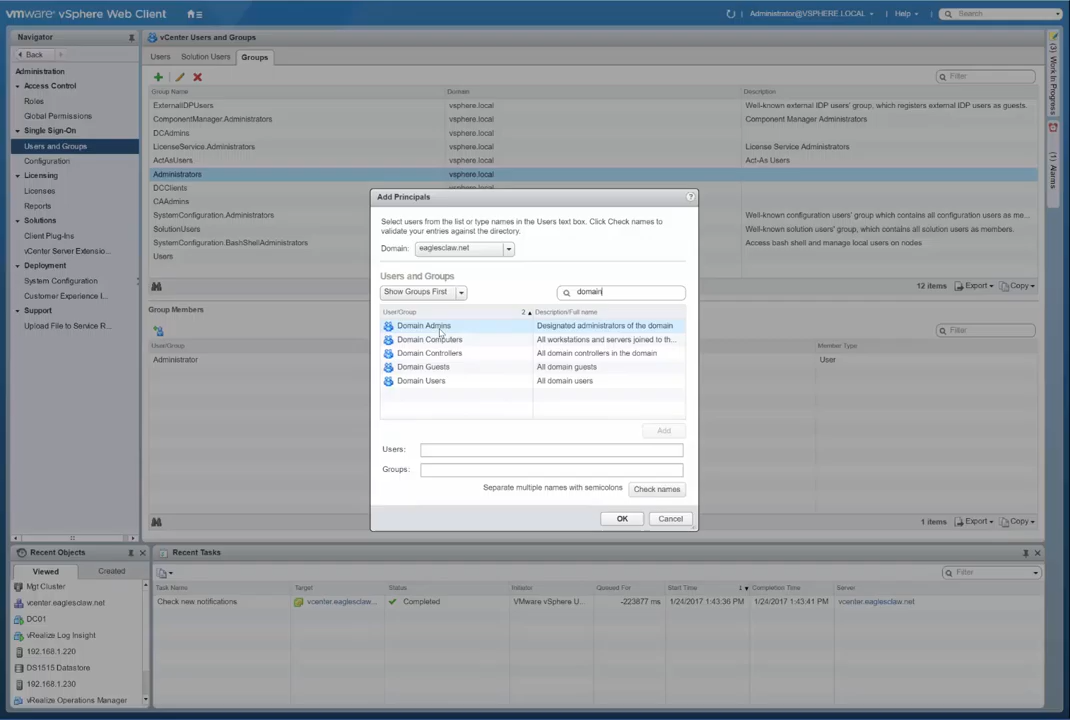 vmware® vSphere Web Client
Administrator@VSPHERE.LOCAL
Help
Search
Navigator
Back
Administration
Access Control
Roles
Global Permissions
Single Sign-On
Users and Groups
Configuration
Licensing
Licenses
Reports
Solutions
Client Plug-Ins
vCenter Server Extensio...
Deployment
System Configuration
Customer Experience I...
Support
Upload File to Service R...
vCenter Users and Groups
Users Solution Users Groups
Filter
Group Name Domain Description
ExternalIDPUsers vsphere.local Well-known external IDP users' group, which registers external IDP users as guests.
ComponentManager.Administrators vsphere.local Component Manager Administrators
DCAdmins vsphere.local
LicenseService.Administrators vsphere.local License Service Administrators
ActAsUsers vsphere.local Act-As Users
Administrators vsphere.local
DCClients vsphere.local
CAAdmins
SystemConfiguration.Administrators Well-known configuration users' group which contains all configuration users as me...
SolutionUsers Well-known solution users' group, which contains all solution users as members.
SystemConfiguration.BashShellAdministrators Access bash shell and manage local users on nodes
Users
12 items Export Copy
Group Members
Filter
User/Group Member Type
Administrator User
1 items Export Copy
Add Principals
Select users from the list or type names in the Users text box. Click Check names to
validate your entries against the directory.
Domain: eaglesclaw.net
Users and Groups
Show Groups First domain
User/Group 2 Description/Full name
Domain Admins Designated administrators of the domain
Domain Computers All workstations and servers joined to th...
Domain Controllers All domain controllers in the domain
Domain Guests All domain guests
Domain Users All domain users
Add
Users:
Groups:
Separate multiple names with semicolons Check names
OK Cancel
(3) Work In Progress
(1) Alarms
Recent Objects
Viewed Created
Mgt Cluster
vcenter.eaglesclaw.net
DC01
vRealize Log Insight
192.168.1.220
DS1515 Datastore
192.168.1.230
vRealize Operations Manager
Recent Tasks
Filter
Task Name Target Status Initiator Queued For Start Time 1 Completion Time Server
Check new notifications vcenter.eaglesclaw... Completed VMware vSphere U... -223877 ms 1/24/2017 1:43:36 PM 1/24/2017 1:43:41 PM vcenter.eaglesclaw.net